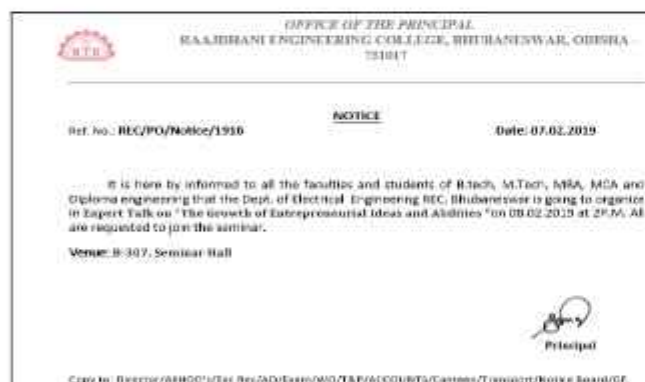 OFFICE OF THE PRINCIPAL
RAAJDHANI ENGINEERING COLLEGE, BHUBANESWAR, ODISHA
751017
NOTICE
Ref. No.: REC/PO/Notice/1916 Date: 07.02.2019
It is here by informed to all the faculties and students of B.tech, M.Tech, MBA, MCA and
Diploma engineering that the Dept. of Electrical Engineering REC, Bhubaneswar is going to organize
in Expert Talk on "The Growth of Entrepreneurial Ideas and Abilities "on 08.02.2019 at 2P.M. All
are requested to join the seminar.
Venue: B-307, Seminar Hall
Principal
Copy to: Director/All HOD's/